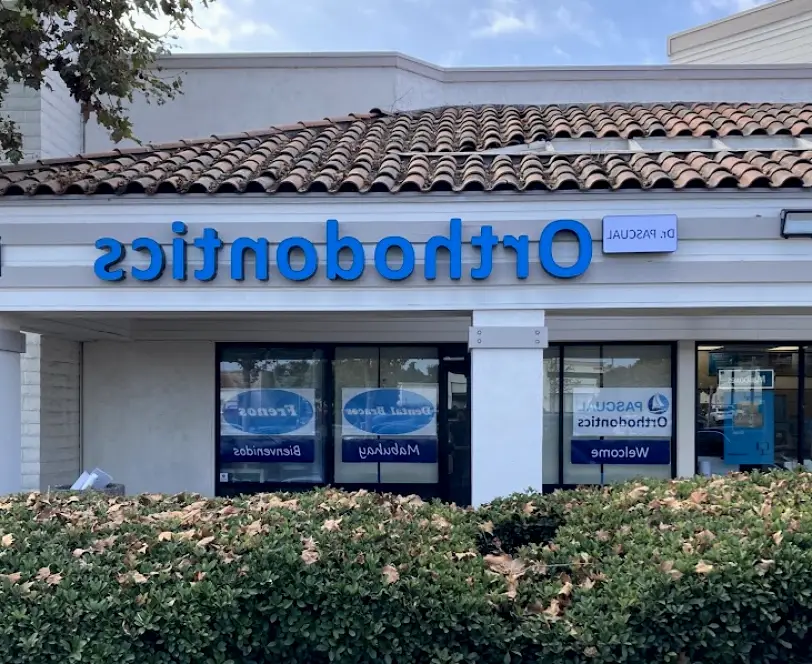 Dr. PASCUAL
Orthodontics
Frenos
Bienvenidos
Dental Braces
Mabuhay
PASCUAL
Orthodontics
Welcome